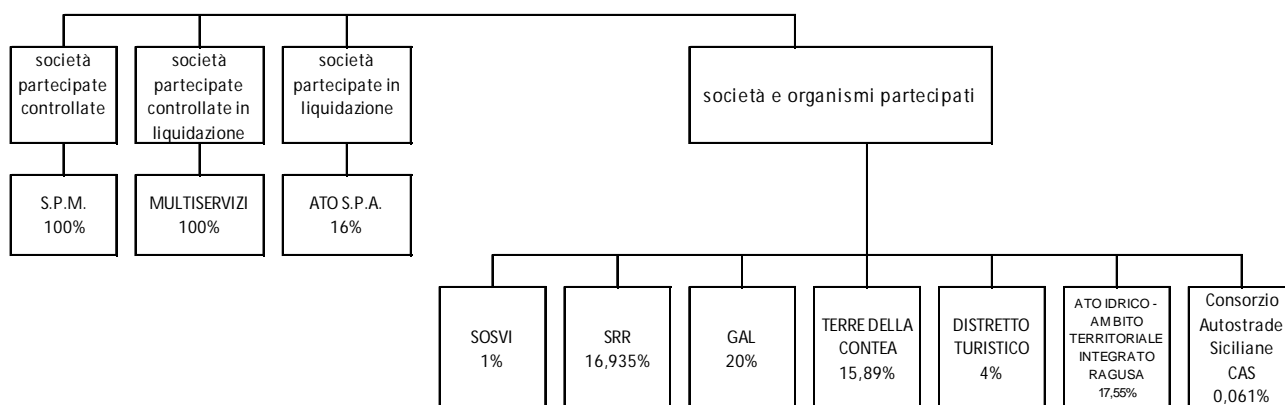 società
partecipate
controllate
società
partecipate
controllate in
liquidazione
società
partecipate in
liquidazione
società e organismi partecipati
S.P.M.
100%
MULTISERVIZI
100%
ATO S.P.A.
16%
SOSVI
1%
SRR
16,935%
GAL
20%
TERRE DELLA
CONTEA
15,89%
DISTRETTO
TURISTICO
4%
ATO IDRICO -
AMBITO
TERRITORIALE
INTEGRATO
RAGUSA
17,55%
Consorzio
Autostrade
Siciliane
CAS
0,061%